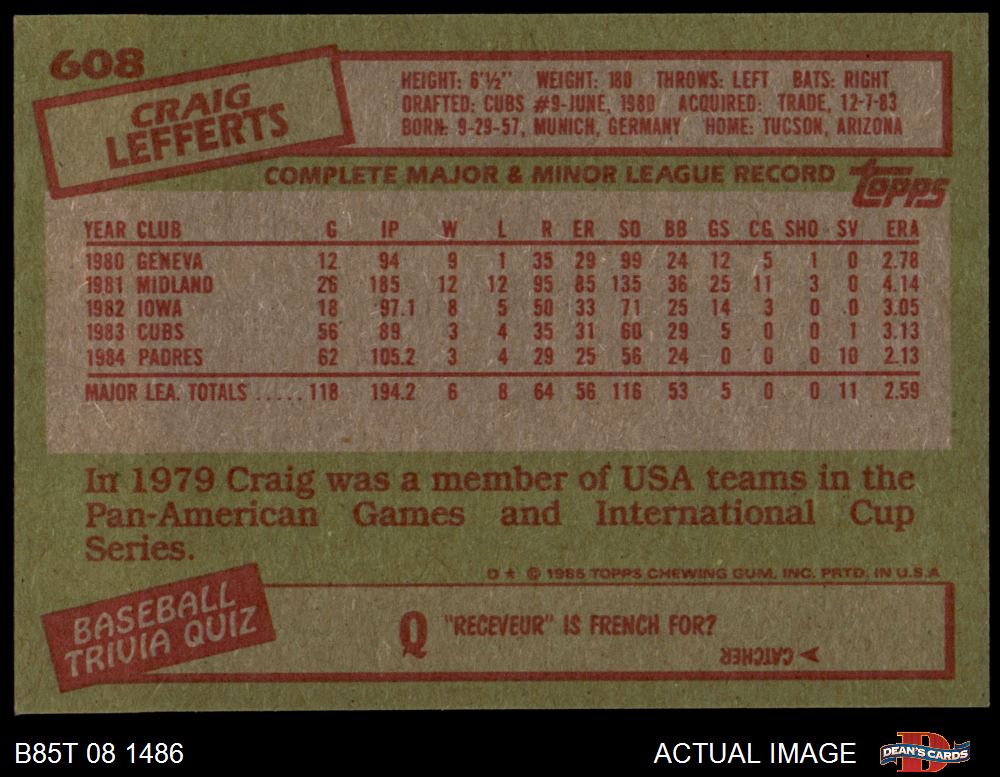 608
CRAIG
LEFFERTS
HEIGHT: 6'½" WEIGHT: 180 THROWS: LEFT BATS: RIGHT
DRAFTED: CUBS #9-JUNE, 1980 ACQUIRED: TRADE, 12-7-83
BORN: 9-29-57, MUNICH, GERMANY HOME: TUCSON, ARIZONA
COMPLETE MAJOR & MINOR LEAGUE RECORD topps
YEAR CLUB G IP W L R ER SO BB GS CG SHO SV ERA
1980 GENEVA 12 94 9 1 35 29 99 24 12 5 1 0 2.78
1981 MIDLAND 26 185 12 12 95 85 135 36 25 11 3 0 4.14
1982 IOWA 18 97.1 8 5 50 33 71 25 14 3 0 0 3.05
1983 CUBS 56 89 3 4 35 31 60 29 5 0 0 1 3.13
1984 PADRES 62 105.2 3 4 29 25 56 24 0 0 0 10 2.13
MAJOR LEA. TOTALS ..... 118 194.2 6 8 64 56 116 53 5 0 0 11 2.59
In 1979 Craig was a member of USA teams in the
Pan-American Games and International Cup
Series.
D ★ © 1985 TOPPS CHEWING GUM, INC. PRTD. IN U.S.A
BASEBALL
TRIVIA QUIZ
Q "RECEVEUR" IS FRENCH FOR?
➤ CATCHER
B85T 08 1486
ACTUAL IMAGE
D
DEAN'S CARDS